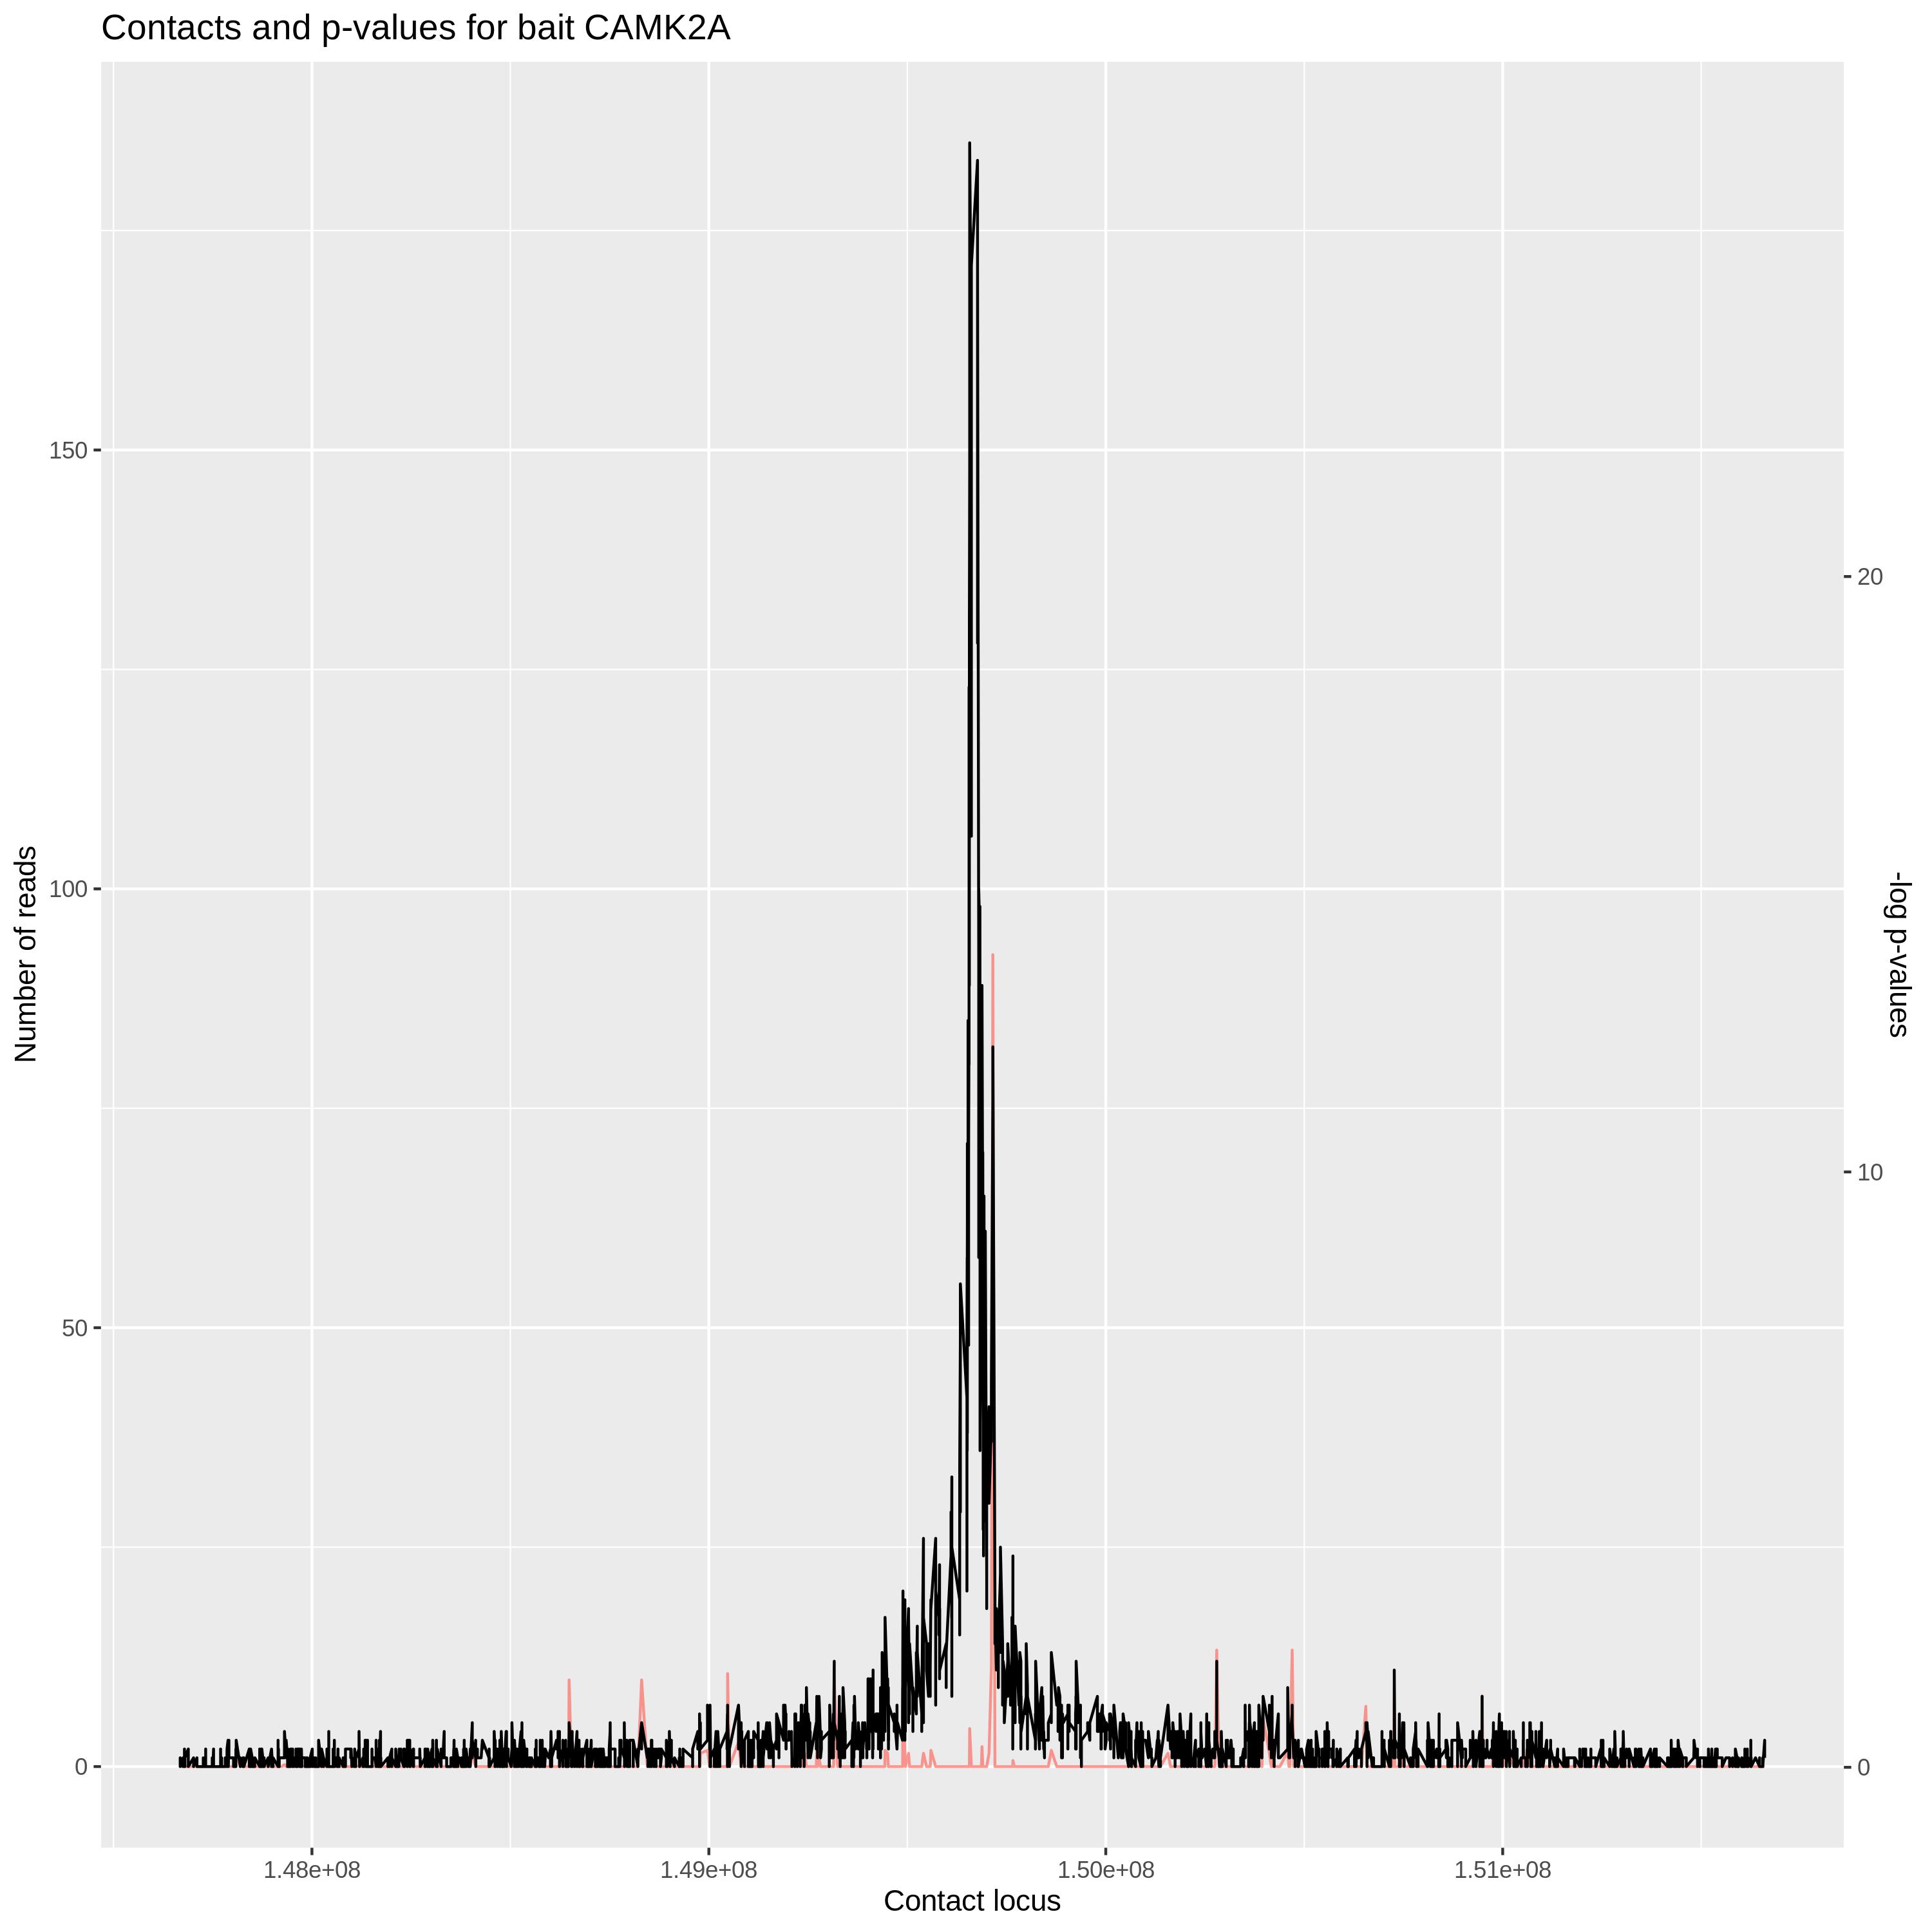 Contacts and p-values for bait CAMK2A
150
100
50
0
Number of reads
20
10
0
-log p-values
1.48e+08
1.49e+08
1.50e+08
1.51e+08
Contact locus